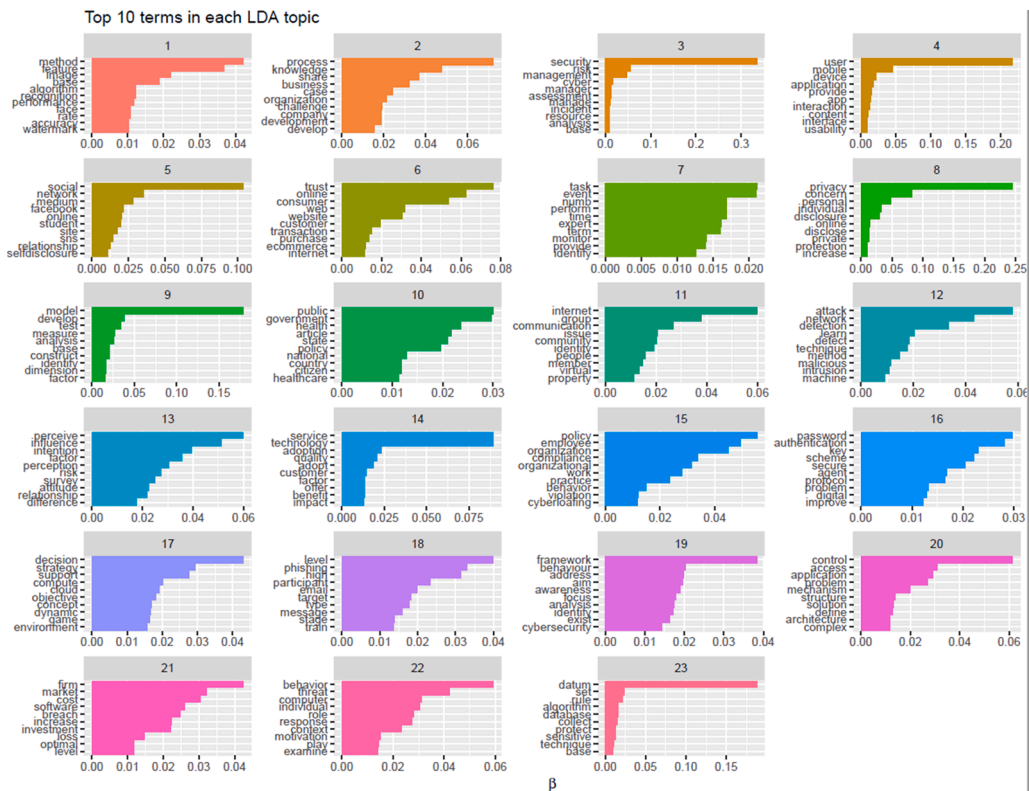 Top 10 terms in each LDA topic
1
method
feature
image
base
algorithm
recognition
performance
face
rate
accuracy
watermark
0.00 0.01 0.02 0.03 0.04
2
process
knowledge
share
business
case
organization
challenge
company
development
develop
0.00 0.02 0.04 0.06
3
security
risk
management
cyber
manager
assessment
manage
incident
resource
analysis
base
0.0 0.1 0.2 0.3
4
user
mobile
device
application
provide
app
interaction
content
interface
usability
0.00 0.05 0.10 0.15 0.20
5
social
network
medium
facebook
online
student
site
sns
relationship
selfdisclosure
0.000 0.025 0.050 0.075 0.100
6
trust
online
consumer
web
website
customer
transaction
purchase
ecommerce
internet
0.00 0.02 0.04 0.06 0.08
7
task
event
numb
perform
time
expert
term
monitor
provide
identify
0.000 0.005 0.010 0.015 0.020
8
privacy
concern
personal
individual
disclosure
online
disclose
private
protection
increase
0.00 0.05 0.10 0.15 0.20 0.25
9
model
develop
test
measure
analysis
base
construct
identify
dimension
factor
0.00 0.05 0.10 0.15
10
public
government
health
article
state
policy
national
country
citizen
healthcare
0.00 0.01 0.02 0.03
11
internet
group
communication
issue
community
identity
people
member
virtual
property
0.00 0.02 0.04 0.06
12
attack
network
detection
learn
detect
technique
method
malicious
intrusion
machine
0.00 0.02 0.04 0.06
13
perceive
influence
intention
factor
perception
risk
survey
attitude
relationship
difference
0.00 0.02 0.04 0.06
14
service
technology
adoption
quality
adopt
customer
factor
offer
benefit
impact
0.000 0.025 0.050 0.075
15
policy
employee
organization
compliance
organizational
work
practice
behavior
violation
cyberloafing
0.00 0.02 0.04
16
password
authentication
key
scheme
secure
agent
protocol
problem
digital
improve
0.00 0.01 0.02 0.03
17
decision
strategy
support
compute
cloud
objective
concept
dynamic
game
environment
0.00 0.01 0.02 0.03 0.04
18
level
phishing
high
participant
email
target
type
message
stage
train
0.00 0.01 0.02 0.03 0.04
19
framework
behaviour
address
aim
awareness
focus
analysis
identify
exist
cybersecurity
0.00 0.01 0.02 0.03 0.04
20
control
access
application
problem
mechanism
structure
solution
define
architecture
complex
0.00 0.02 0.04 0.06
21
firm
market
cost
software
breach
increase
investment
loss
optimal
level
0.00 0.01 0.02 0.03 0.04
22
behavior
threat
computer
individual
role
response
context
motivation
play
examine
0.00 0.02 0.04 0.06
23
datum
set
rule
algorithm
database
collect
protect
sensitive
technique
base
0.00 0.05 0.10 0.15
β